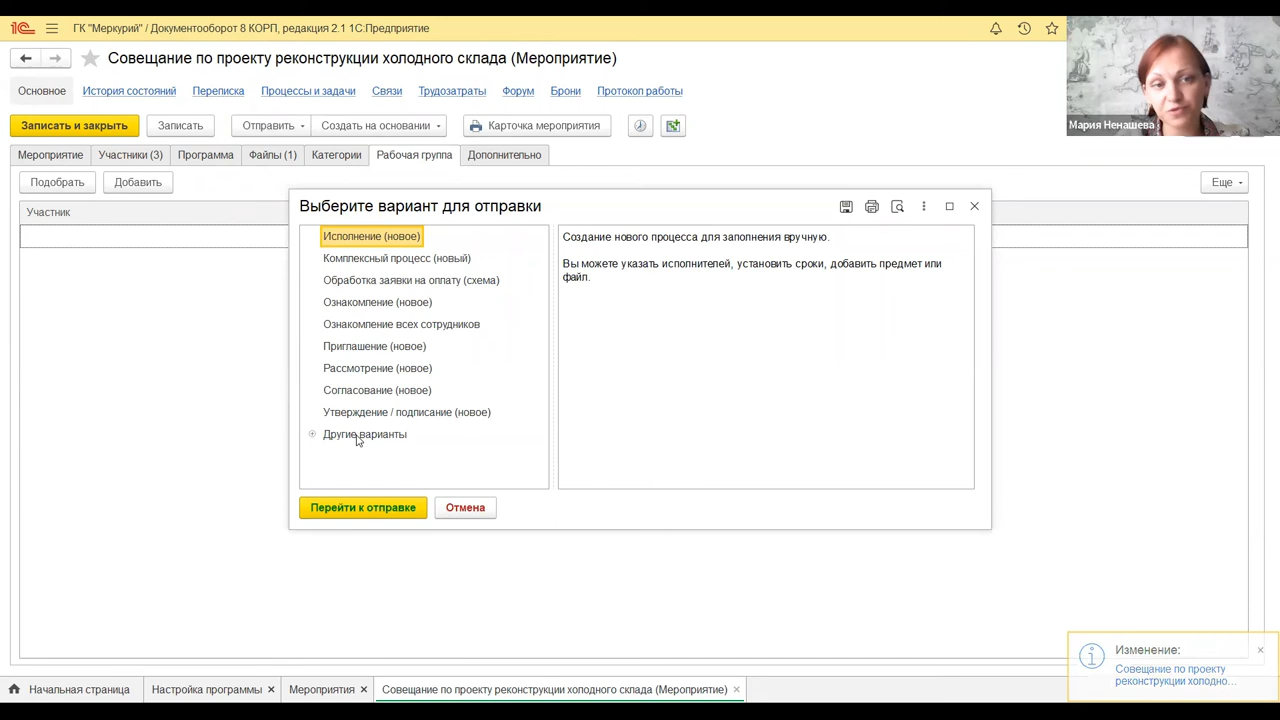 ГК "Меркурий" / Документооборот 8 КОРП, редакция 2.1 1С:Предприятие
Совещание по проекту реконструкции холодного склада (Мероприятие)
Основное История состояний Переписка Процессы и задачи Связи Трудозатраты Форум Брони Протокол работы
Мария Ненашева
Записать и закрыть Записать Отправить Создать на основании Карточка мероприятия
Мероприятие Участники (3) Программа Файлы (1) Категории Рабочая группа Дополнительно
Подобрать Добавить Еще
Участник
Выберите вариант для отправки
Исполнение (новое)
Комплексный процесс (новый)
Обработка заявки на оплату (схема)
Ознакомление (новое)
Ознакомление всех сотрудников
Приглашение (новое)
Рассмотрение (новое)
Согласование (новое)
Утверждение / подписание (новое)
Другие варианты
Создание нового процесса для заполнения вручную.
Вы можете указать исполнителей, установить сроки, добавить предмет или
файл.
Перейти к отправке Отмена
Изменение:
Совещание по проекту
реконструкции холодно...
Начальная страница Настройка программы Мероприятия Совещание по проекту реконструкции холодного склада (Мероприятие)